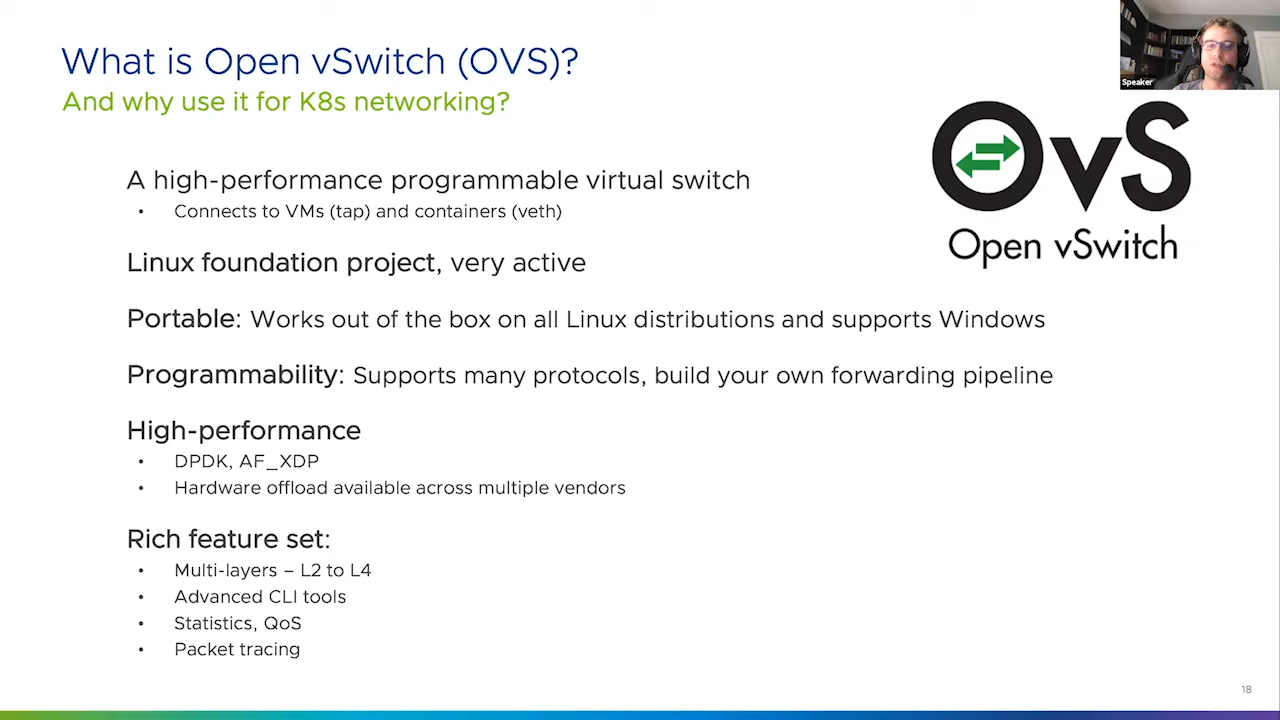 What is Open vSwitch (OVS)?
And why use it for K8s networking?
Speaker
OvS
Open vSwitch
A high-performance programmable virtual switch
• Connects to VMs (tap) and containers (veth)
Linux foundation project, very active
Portable: Works out of the box on all Linux distributions and supports Windows
Programmability: Supports many protocols, build your own forwarding pipeline
High-performance
• DPDK, AF_XDP
• Hardware offload available across multiple vendors
Rich feature set:
• Multi-layers – L2 to L4
• Advanced CLI tools
• Statistics, QoS
• Packet tracing
18